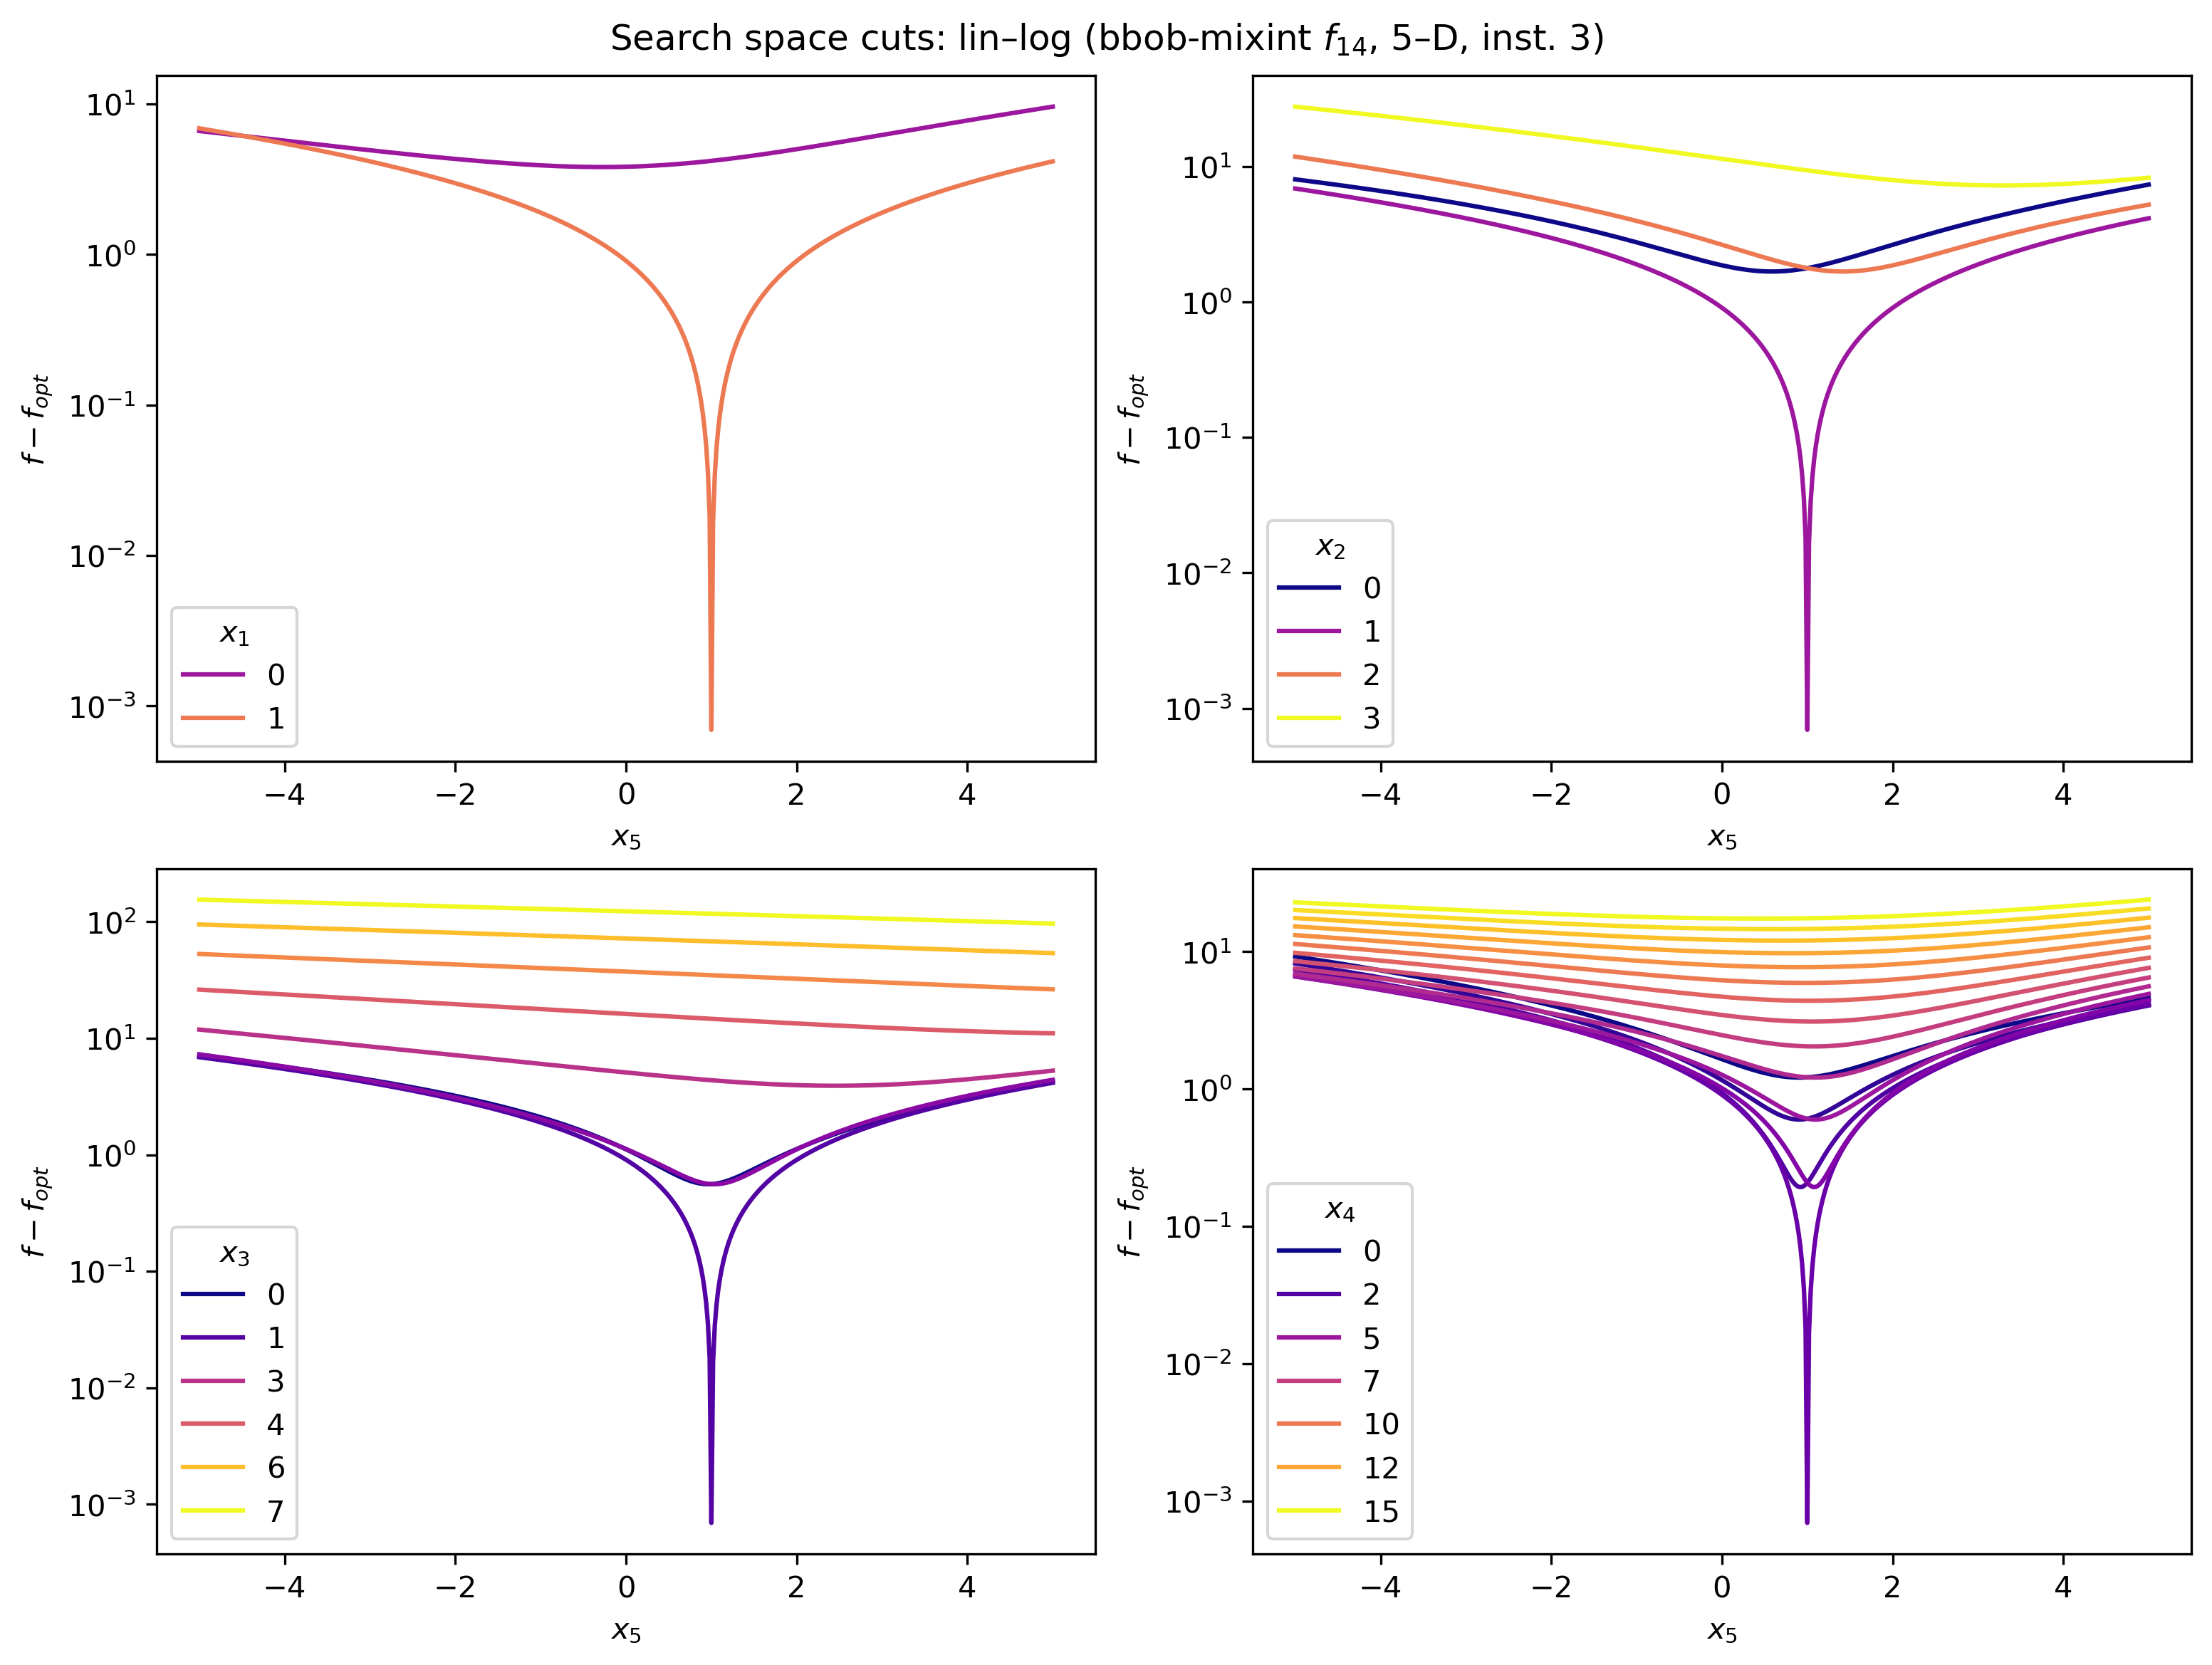 Search space cuts: lin–log (bbob-mixint f14, 5–D, inst. 3)
10^1
10^0
10^−1
10^−2
10^−3
f − fopt
x1
0
1
−4 −2 0 2 4
x5
10^1
10^0
10^−1
10^−2
10^−3
f − fopt
x2
0
1
2
3
−4 −2 0 2 4
x5
10^2
10^1
10^0
10^−1
10^−2
10^−3
f − fopt
x3
0
1
3
4
6
7
−4 −2 0 2 4
x5
10^1
10^0
10^−1
10^−2
10^−3
f − fopt
x4
0
2
5
7
10
12
15
−4 −2 0 2 4
x5